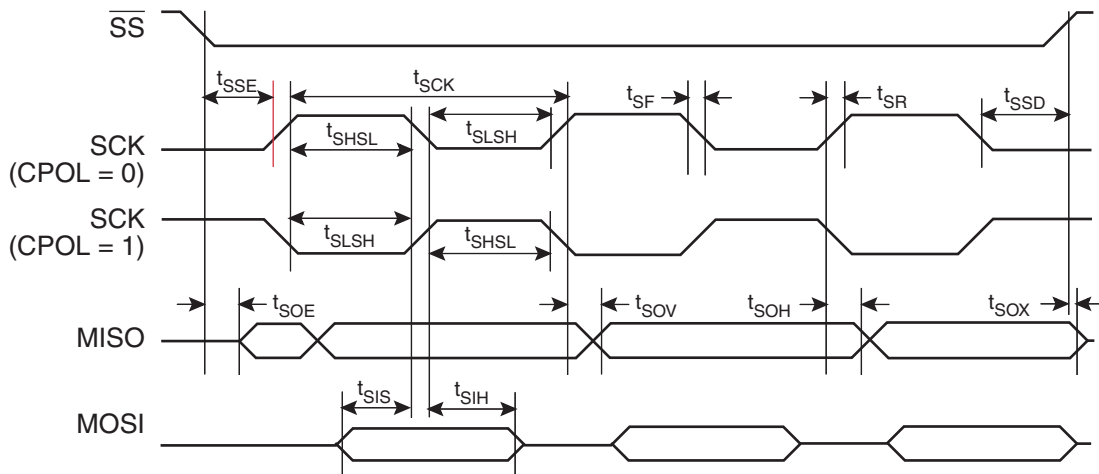 SS
tSSE
tSCK
tSF
tSR
tSSD
SCK
(CPOL = 0)
tSHSL
tSLSH
SCK
(CPOL = 1)
tSLSH
tSHSL
tSOE
tSOV
tSOH
tSOX
MISO
tSIS
tSIH
MOSI